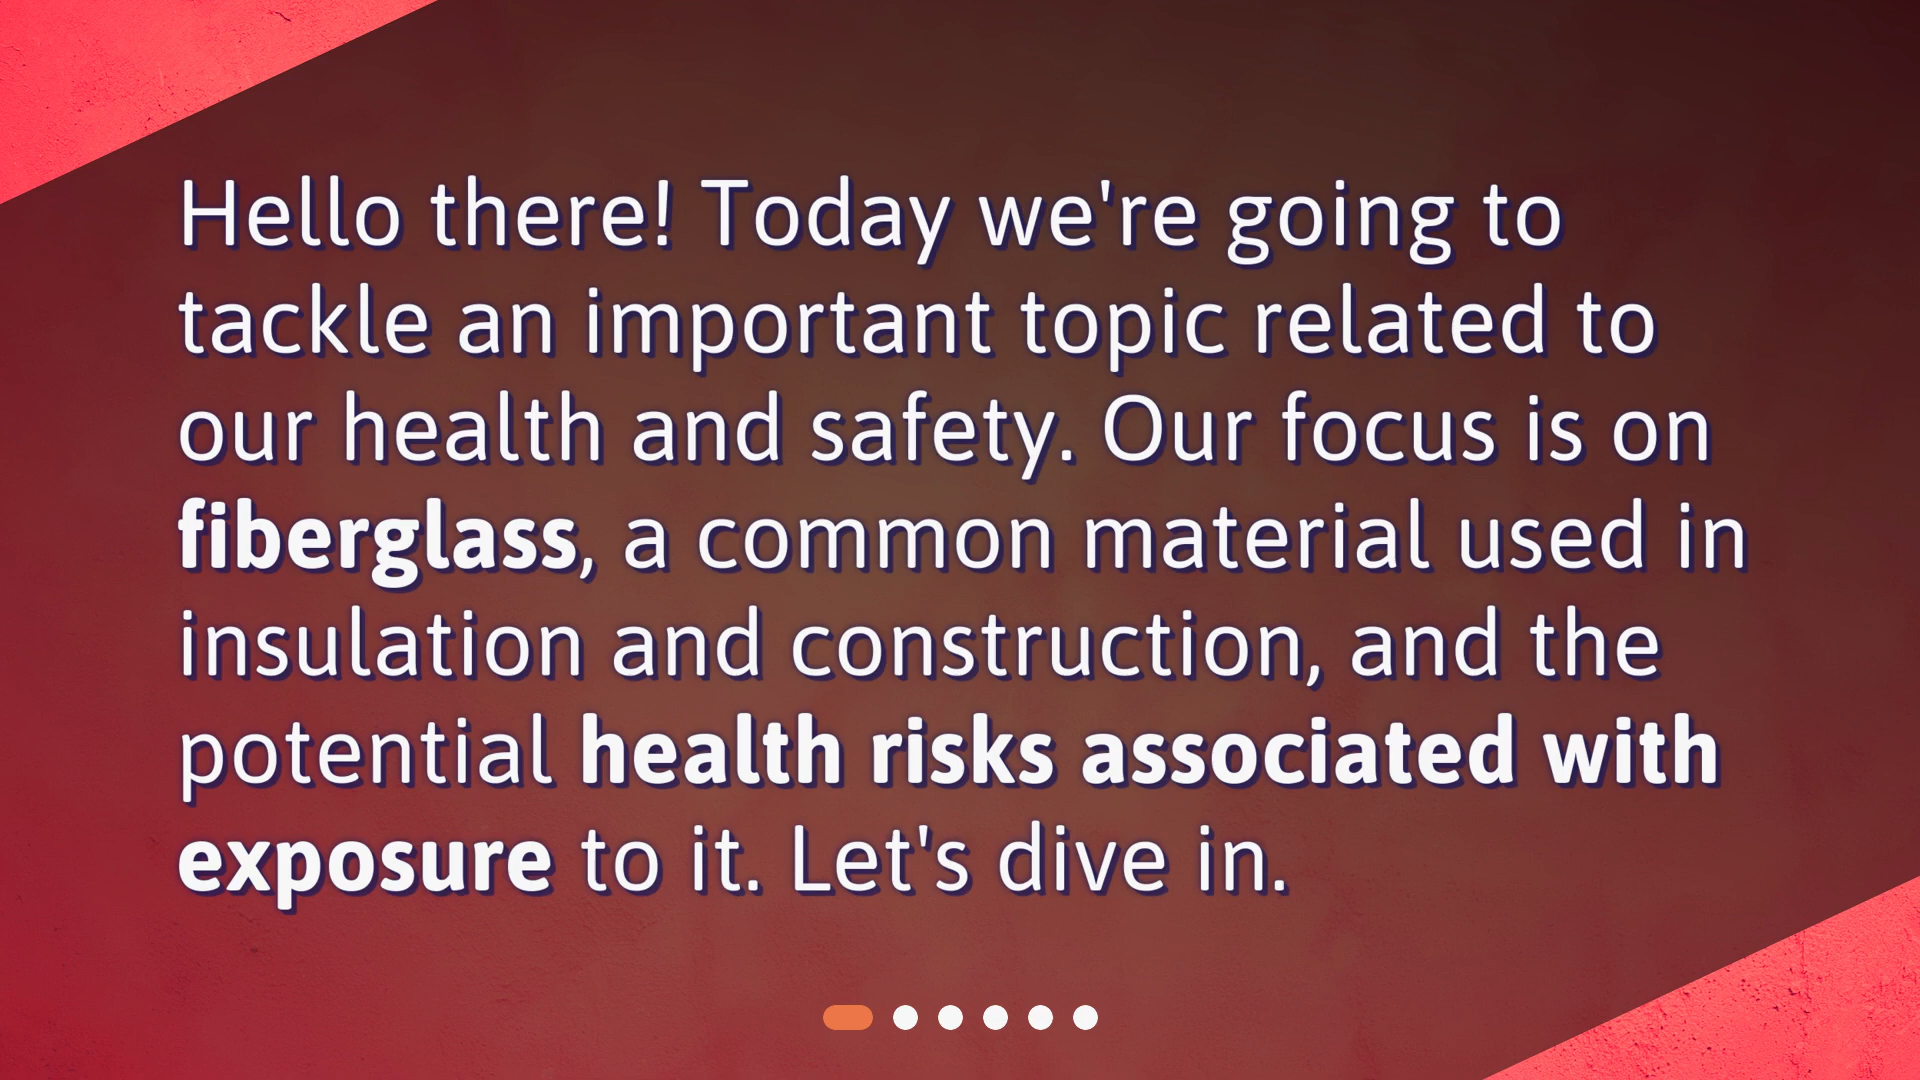 Hello there! Today we're going to
tackle an important topic related to
our health and safety. Our focus is on
fiberglass, a common material used in
insulation and construction, and the
potential health risks associated with
exposure to it. Let's dive in.